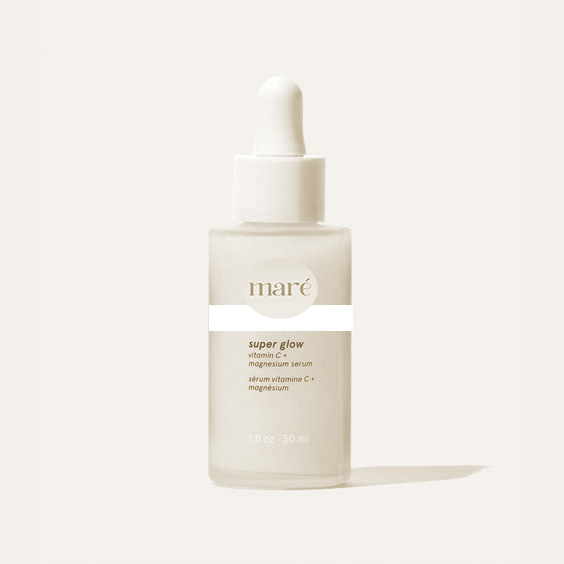 maré
super glow
vitamin C +
magnesium serum
sérum vitamine C +
magnésium
1 fl oz 30 ml